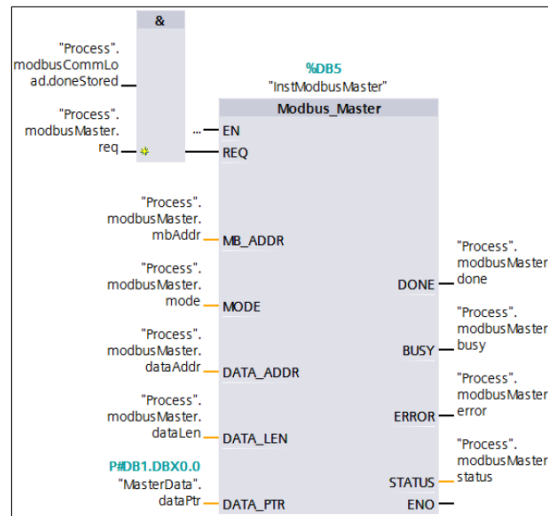 &
"Process".
modbusCommLo
ad.doneStored
"Process".
modbusMaster.
req
%DB5
"InstModbusMaster"
Modbus_Master
... EN
REQ
"Process".
modbusMaster.
mbAddr
MB_ADDR
"Process".
modbusMaster.
mode
MODE
"Process".
modbusMaster.
dataAddr
DATA_ADDR
"Process".
modbusMaster.
dataLen
DATA_LEN
P#DB1.DBX0.0
"MasterData".
dataPtr
DATA_PTR
"Process".
modbusMaster
done
DONE
"Process".
modbusMaster
busy
BUSY
"Process".
modbusMaster
error
ERROR
"Process".
modbusMaster
status
STATUS
ENO